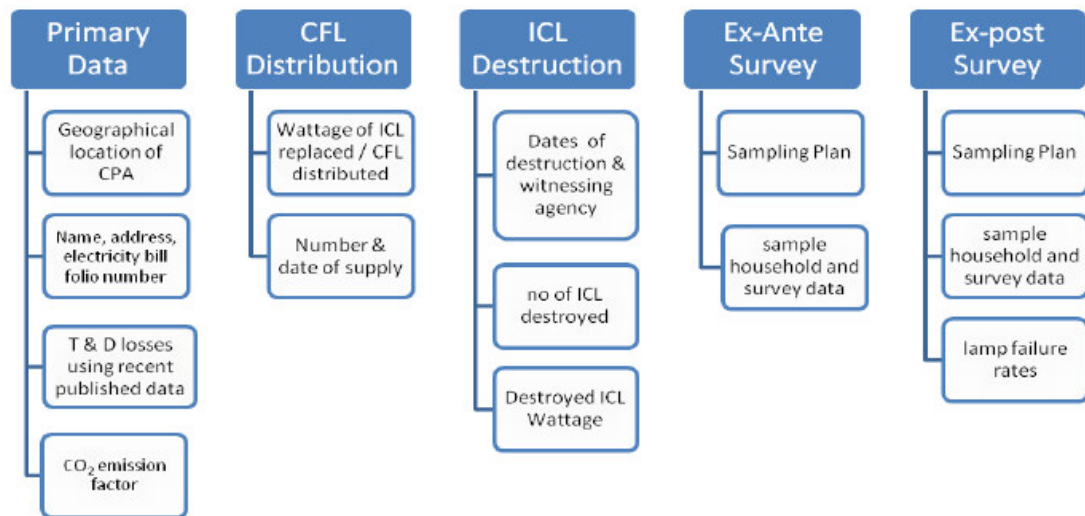 Primary
Data
Geographical
location of
CPA
Name, address,
electricity bill
folio number
T & D losses
using recent
published data
CO₂ emission
factor
CFL
Distribution
Wattage of ICL
replaced / CFL
distributed
Number &
date of supply
ICL
Destruction
Dates of
destruction &
witnessing
agency
no of ICL
destroyed
Destroyed ICL
Wattage
Ex-Ante
Survey
Sampling Plan
sample
household and
survey data
Ex-post
Survey
Sampling Plan
sample
household and
survey data
lamp failure
rates